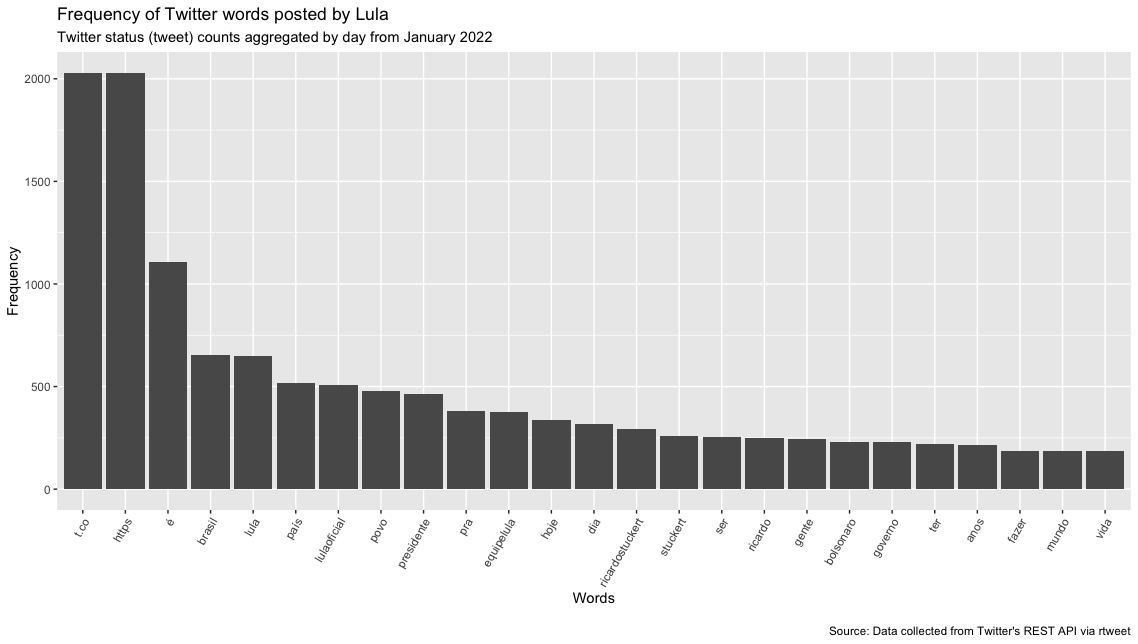 Frequency of Twitter words posted by Lula
Twitter status (tweet) counts aggregated by day from January 2022
Frequency
2000
1500
1000
500
0
t.co
https
é
brasil
lula
país
lulaoficial
povo
presidente
pra
equipelula
hoje
dia
ricardostuckert
stuckert
ser
ricardo
gente
bolsonaro
governo
ter
anos
fazer
mundo
vida
Words
Source: Data collected from Twitter's REST API via rtweet